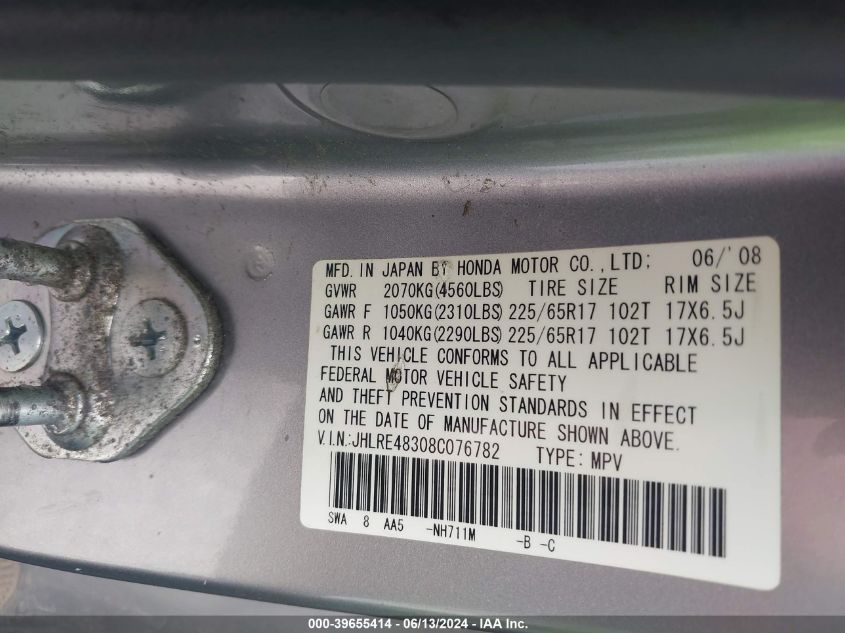 MFD. IN JAPAN BY HONDA MOTOR CO.,LTD; 06/'08
GVWR 2070KG(4560LBS) TIRE SIZE RIM SIZE
GAWR F 1050KG(2310LBS) 225/65R17 102T 17X6.5J
GAWR R 1040KG(2290LBS) 225/65R17 102T 17X6.5J
THIS VEHICLE CONFORMS TO ALL APPLICABLE
FEDERAL MOTOR VEHICLE SAFETY
AND THEFT PREVENTION STANDARDS IN EFFECT
ON THE DATE OF MANUFACTURE SHOWN ABOVE.
V.I.N:JHLRE48308C076782 TYPE: MPV
SWA 8 AA5 -NH711M -B -C
000-39655414 - 06/13/2024 - IAA Inc.